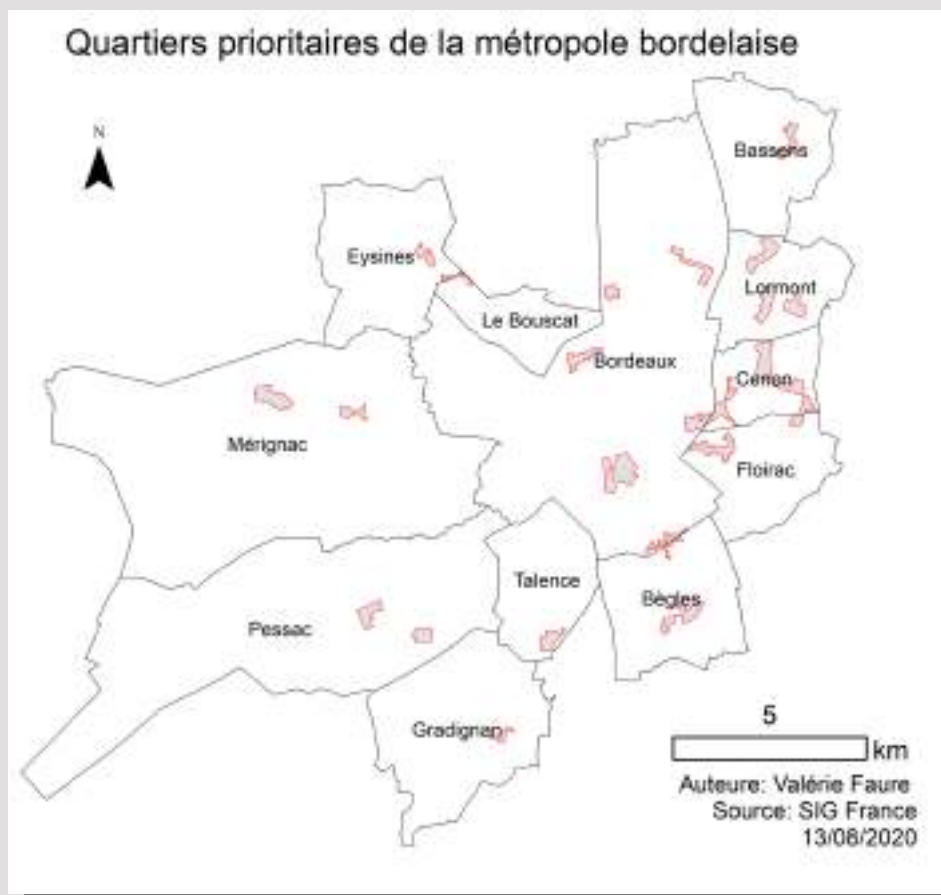 Quartiers prioritaires de la métropole bordelaise
N
Bassens
Eysines
Lormont
Le Bouscat
Bordeaux
Cenon
Mérignac
Floirac
Talence
Bègles
Pessac
Gradignan
5
km
Auteure: Valérie Faure
Source: SIG France
13/08/2020